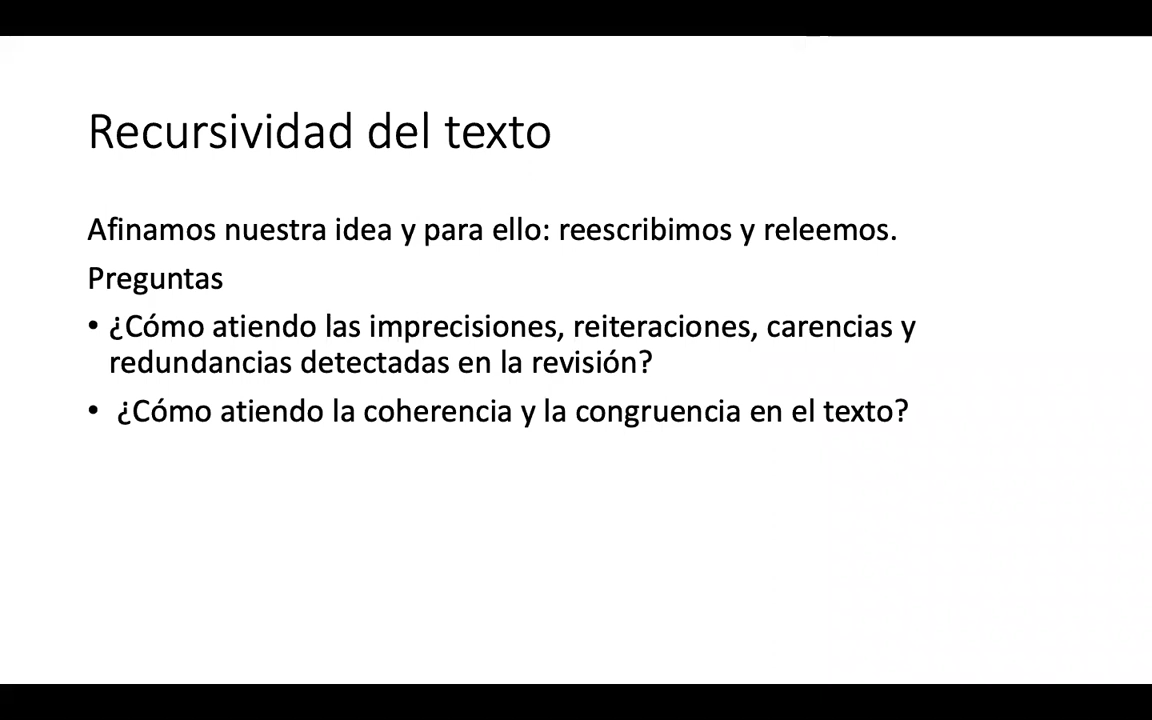 Recursividad del texto
Afinamos nuestra idea y para ello: reescribimos y releemos.
Preguntas
• ¿Cómo atiendo las imprecisiones, reiteraciones, carencias y
redundancias detectadas en la revisión?
• ¿Cómo atiendo la coherencia y la congruencia en el texto?